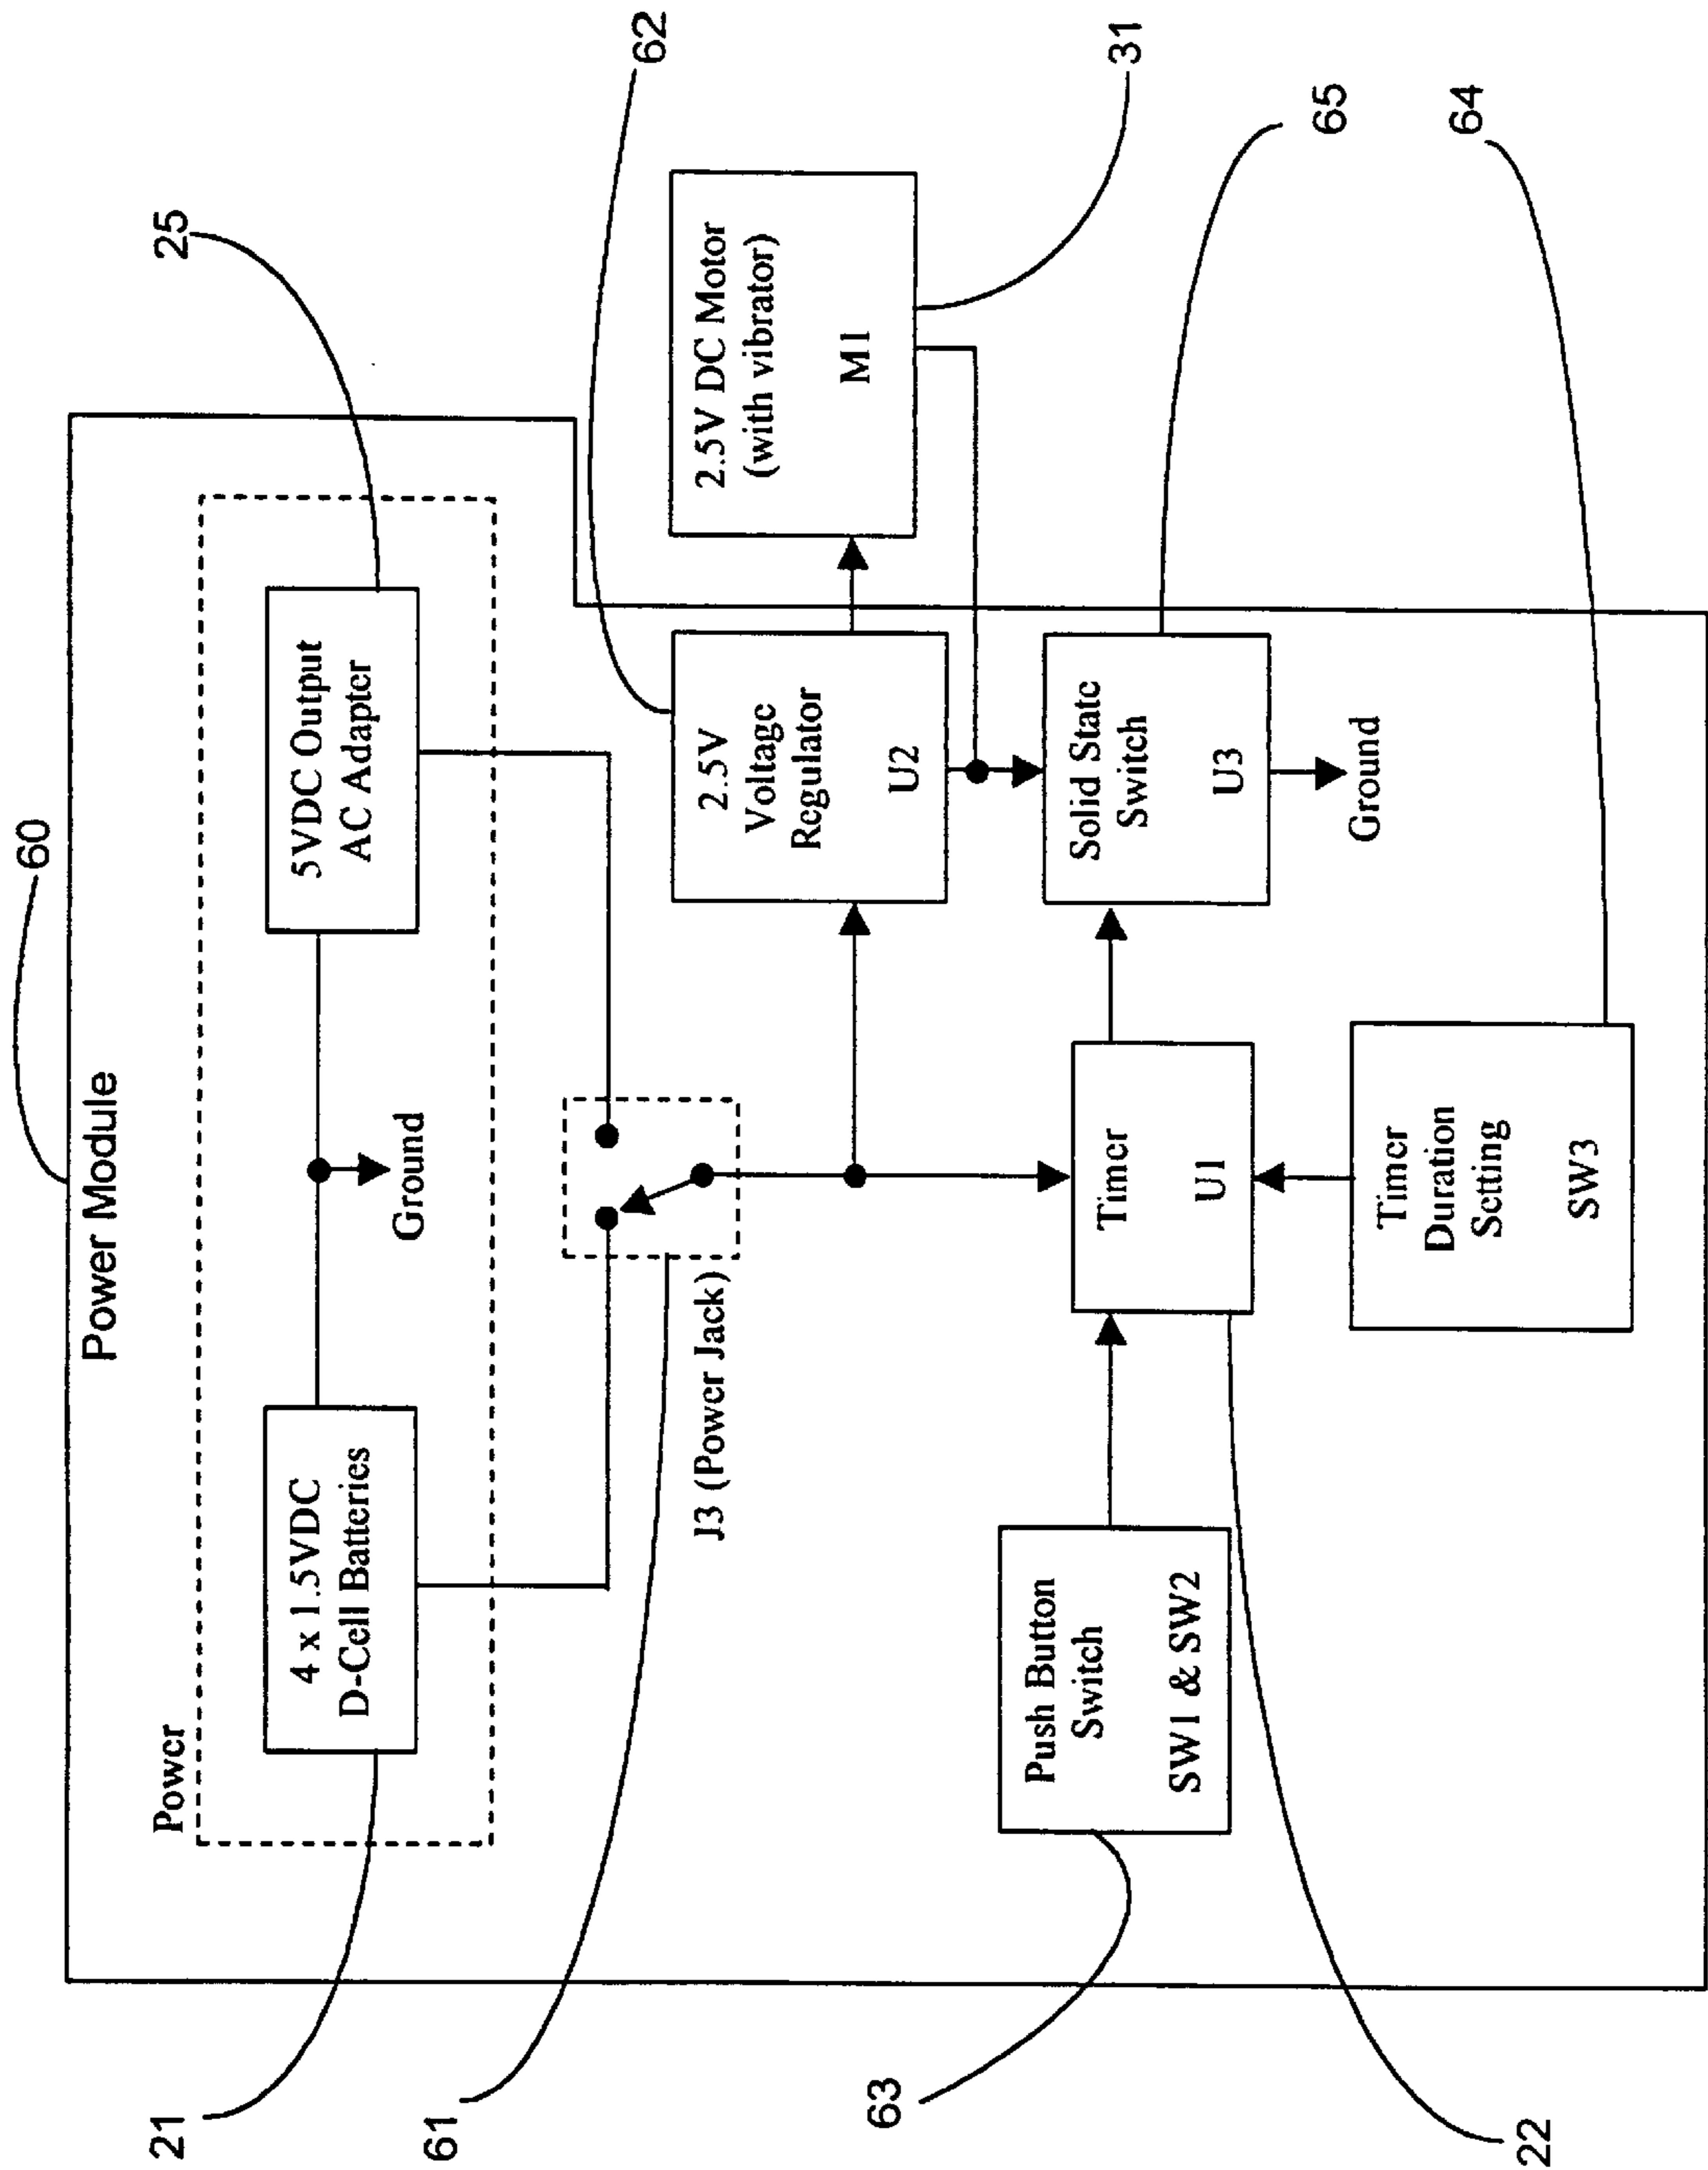 60
Power Module
Power
25
4 x 1.5VDC
D-Cell Batteries
5VDC Output
AC Adapter
Ground
21
62
J3 (Power Jack)
61
2.5V
Voltage
Regulator
U2
2.5V DC Motor
(with vibrator)
M1
31
Push Button
Switch
SW1 & SW2
63
Timer
U1
Solid State
Switch
U3
65
Ground
Timer
Duration
Setting
SW3
64
22